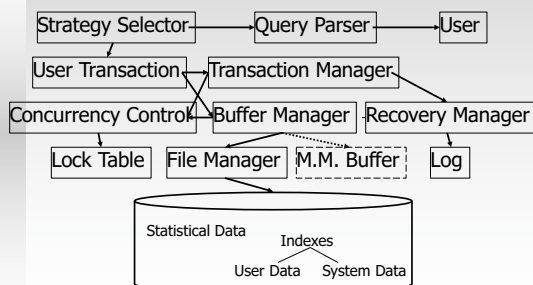 Strategy Selector Query Parser User
User Transaction Transaction Manager
Concurrency Control Buffer Manager Recovery Manager
Lock Table File Manager M.M. Buffer Log
Statistical Data
Indexes
User Data System Data